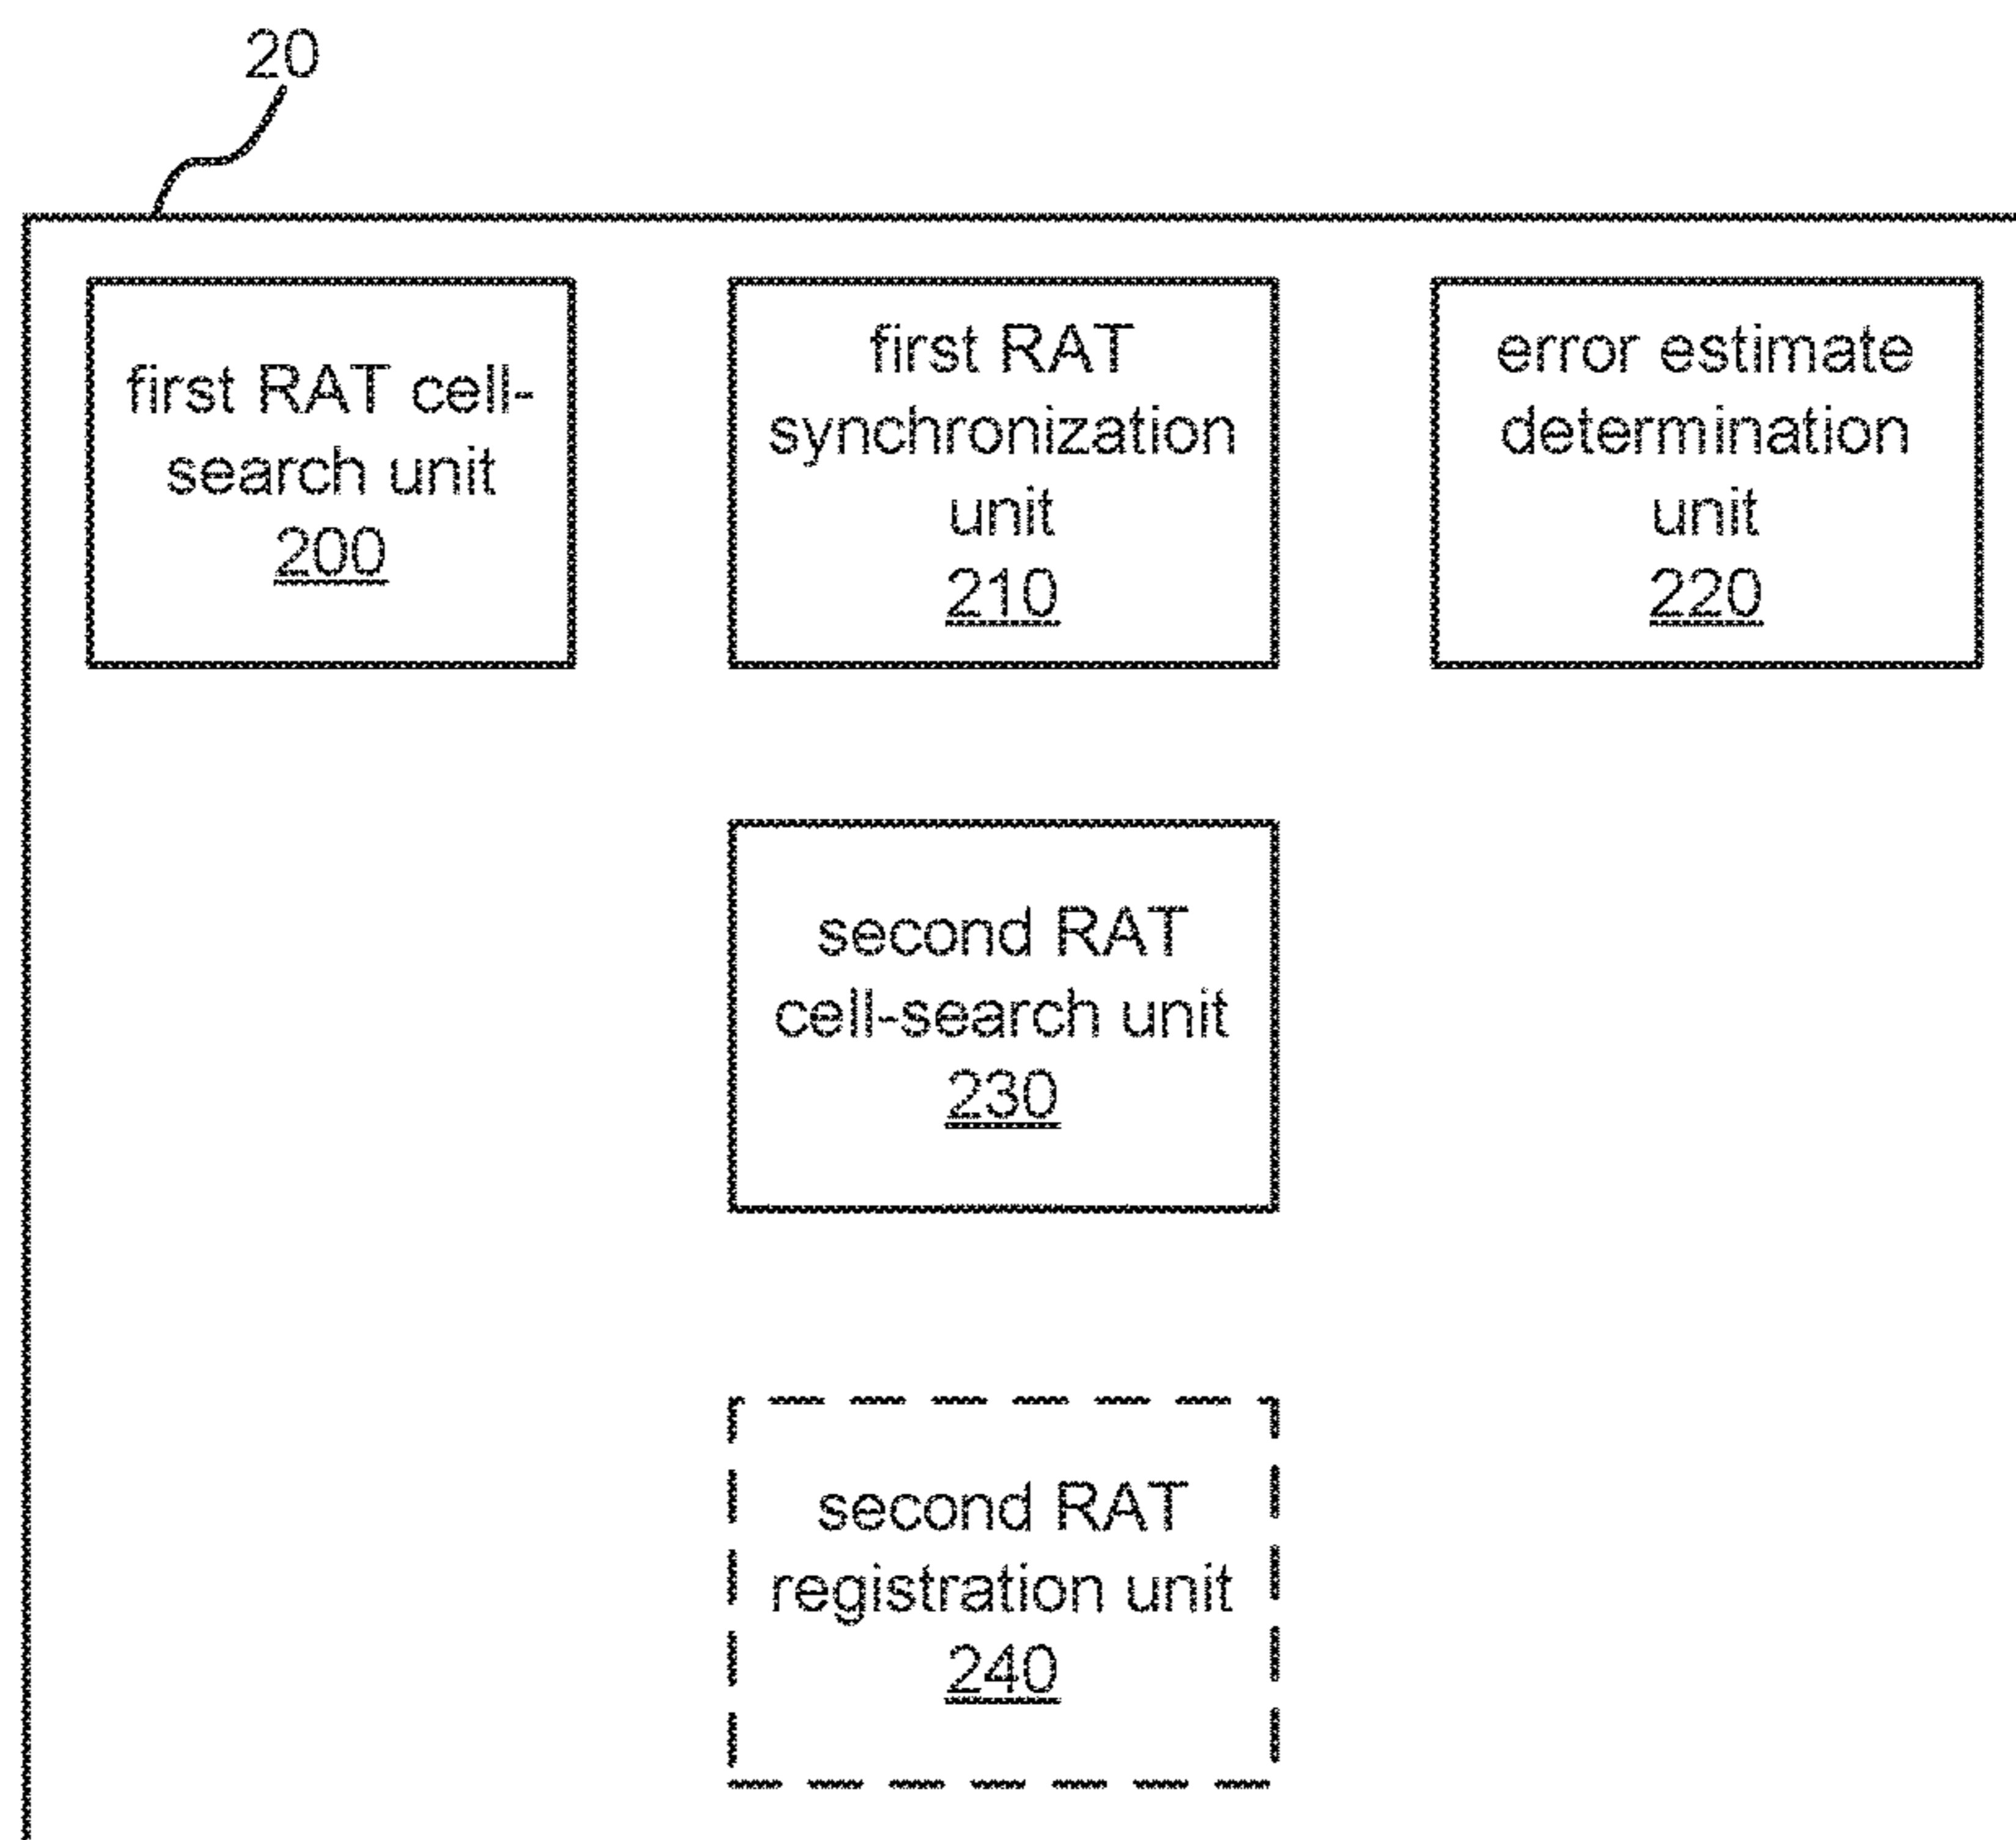 20
first RAT cell-
search unit
200
first RAT
synchronization
unit
210
error estimate
determination
unit
220
second RAT
cell-search unit
230
second RAT
registration unit
240